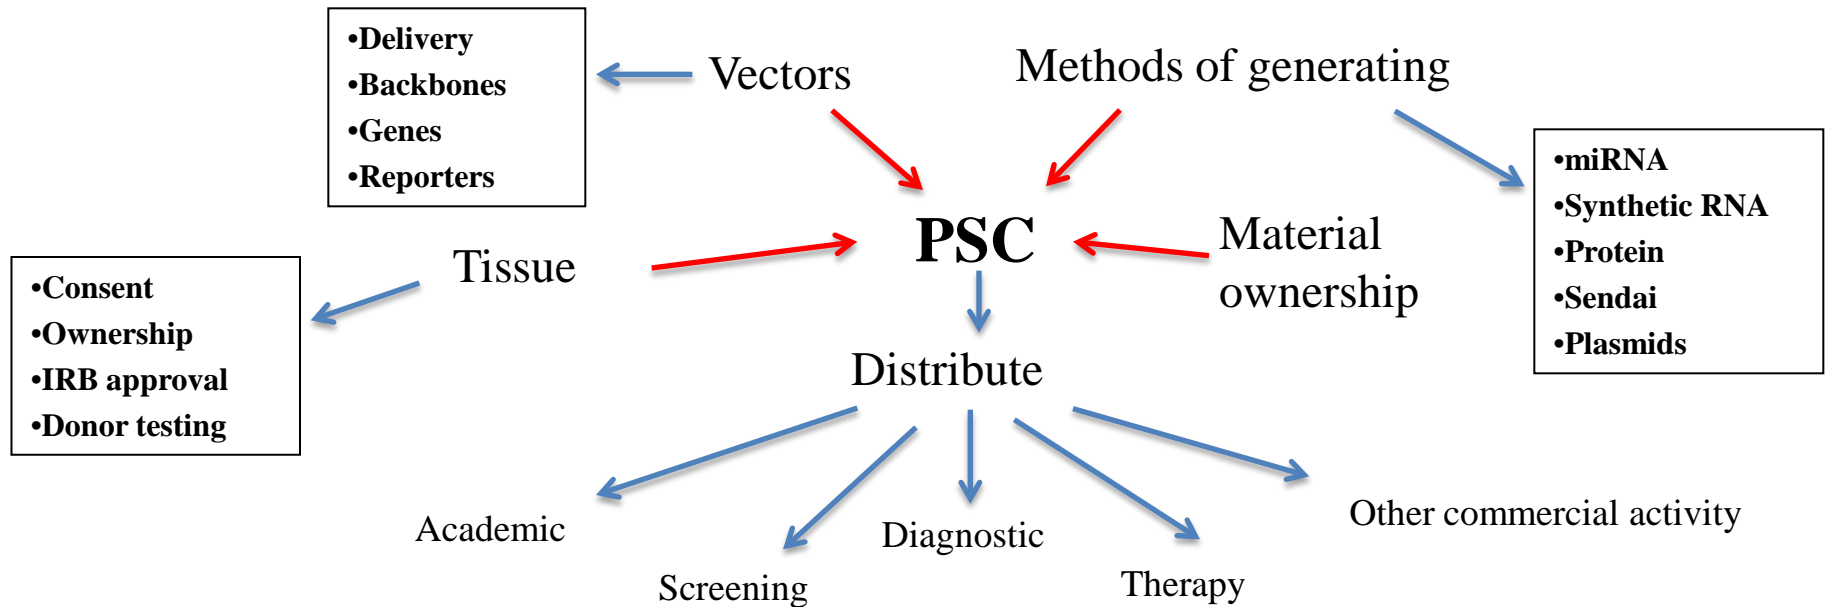 •Delivery
•Backbones
•Genes
•Reporters
Vectors
Methods of generating
•miRNA
•Synthetic RNA
•Protein
•Sendai
•Plasmids
Tissue
PSC
Material
ownership
•Consent
•Ownership
•IRB approval
•Donor testing
Distribute
Academic
Screening
Diagnostic
Therapy
Other commercial activity